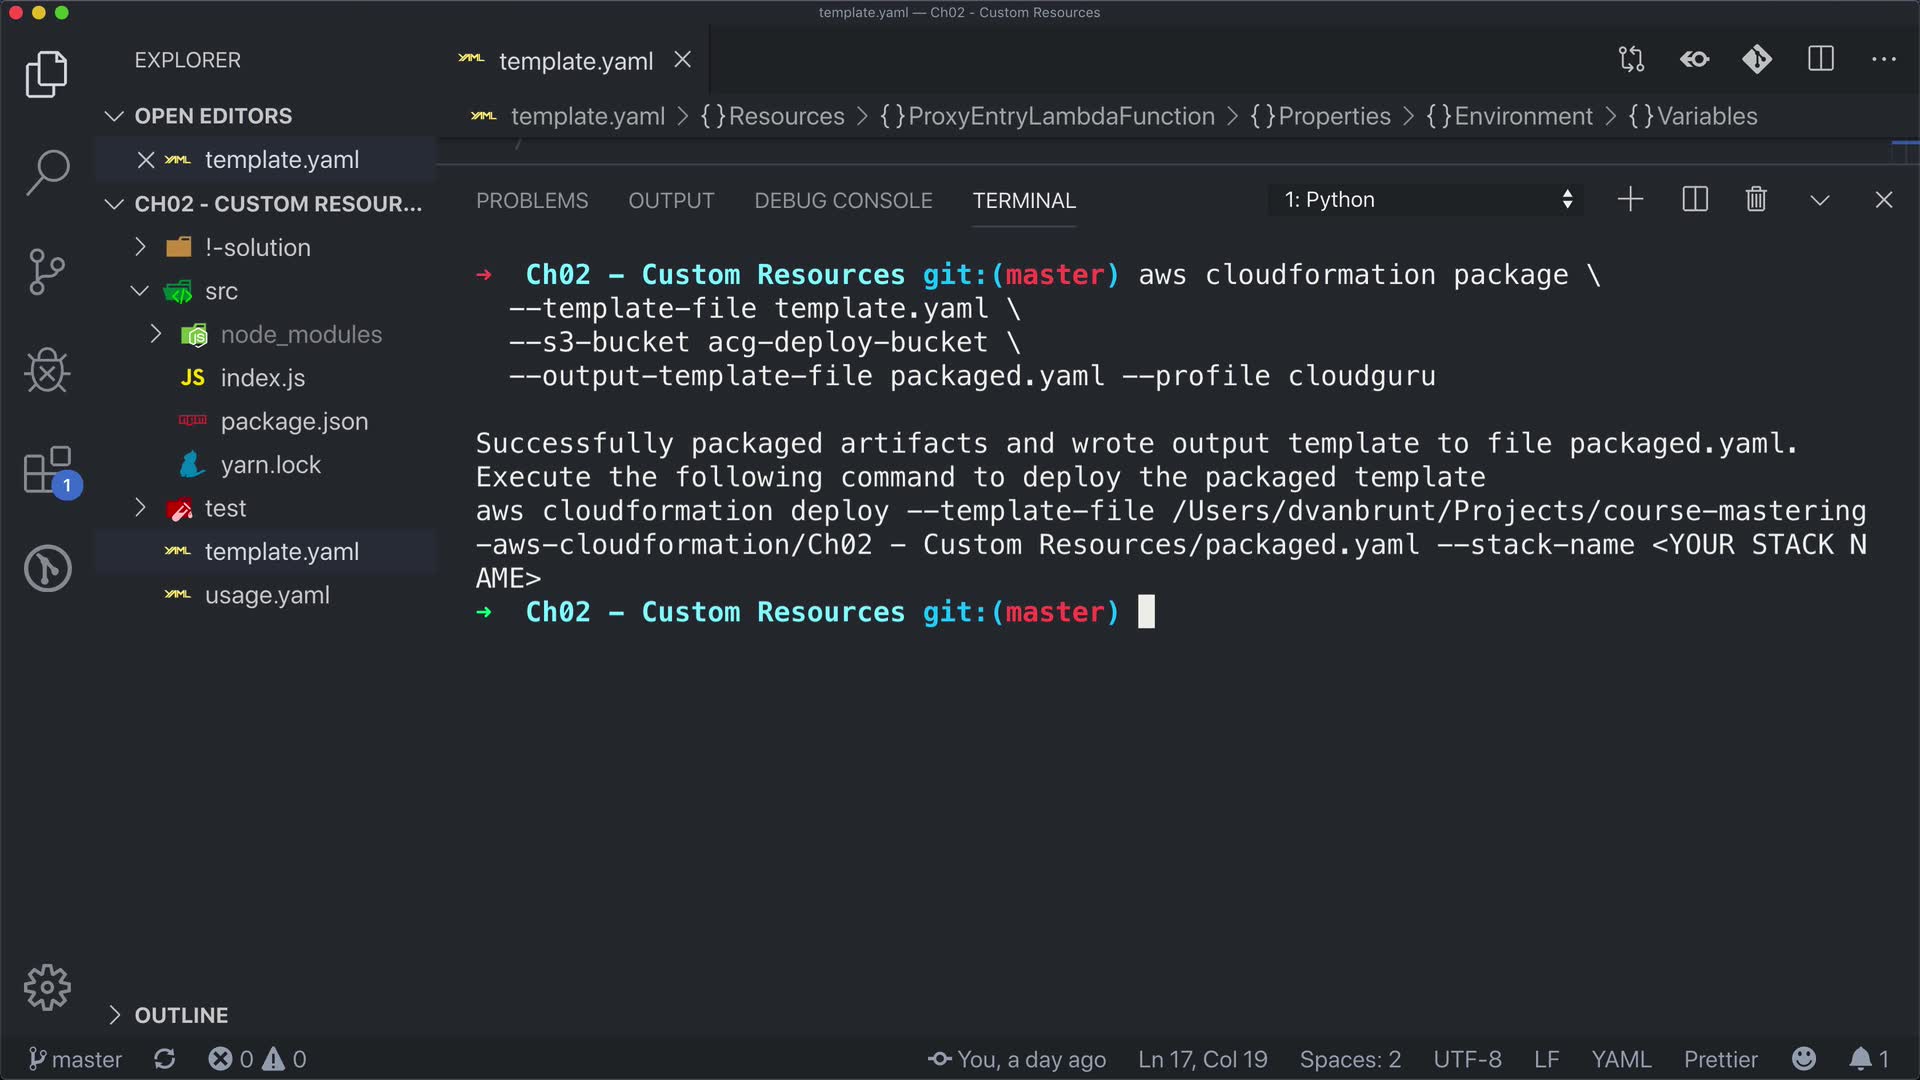 template.yaml — Ch02 - Custom Resources
EXPLORER
OPEN EDITORS
template.yaml
CH02 - CUSTOM RESOUR...
!-solution
src
node_modules
JS index.js
package.json
yarn.lock
test
template.yaml
usage.yaml
OUTLINE
1
YAML template.yaml
YAML template.yaml > {}Resources > {}ProxyEntryLambdaFunction > {}Properties > {}Environment > {}Variables
PROBLEMS OUTPUT DEBUG CONSOLE TERMINAL 1: Python
→ Ch02 - Custom Resources git:(master) aws cloudformation package \
--template-file template.yaml \
--s3-bucket acg-deploy-bucket \
--output-template-file packaged.yaml --profile cloudguru
Successfully packaged artifacts and wrote output template to file packaged.yaml.
Execute the following command to deploy the packaged template
aws cloudformation deploy --template-file /Users/dvanbrunt/Projects/course-mastering
-aws-cloudformation/Ch02 - Custom Resources/packaged.yaml --stack-name <YOUR STACK N
AME>
→ Ch02 - Custom Resources git:(master)
master 0 0 You, a day ago Ln 17, Col 19 Spaces: 2 UTF-8 LF YAML Prettier 1